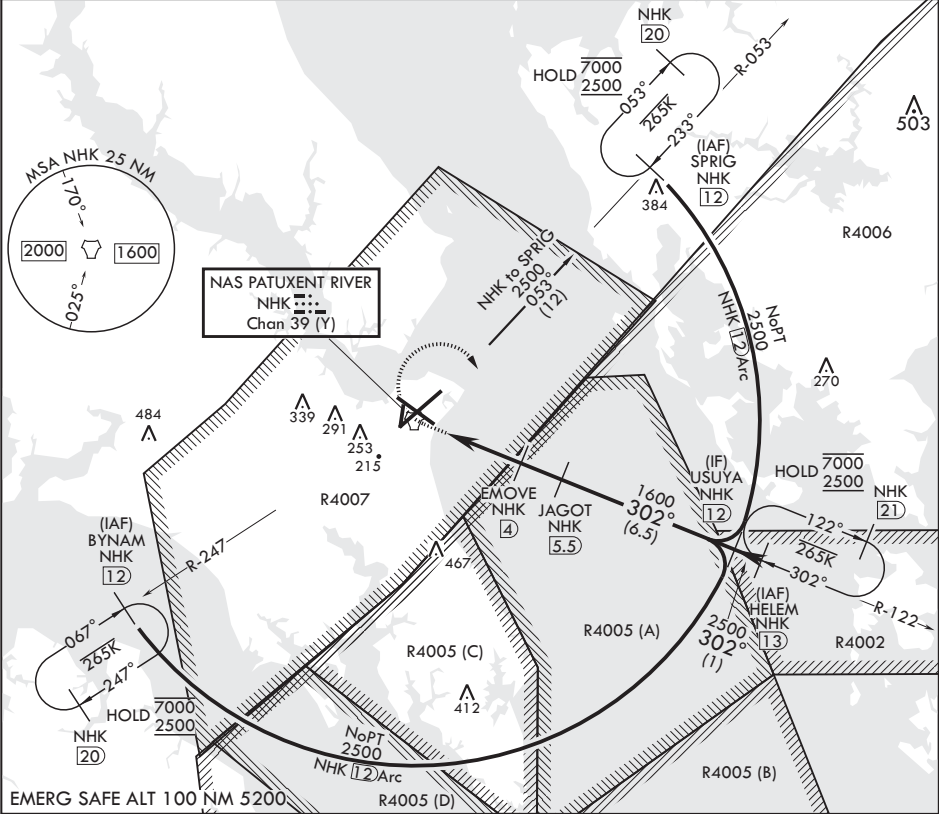 NHK
20
R-053
HOLD 7000
2500
053°
265K
233°
503
MSA NHK 25 NM
170°
2000
1600
025°
(IAF)
SPRIG
NHK
12
384
R4006
NAS PATUXENT RIVER
NHK
Chan 39 (Y)
NHK to SPRIG
2500
053°
(12)
NoPT
2500
NHK 12 Arc
270
484
339
291
253
215
R4007
EMOVE
NHK
4
JAGOT
NHK
5.5
1600
302°
(6.5)
(IF)
USUYA
NHK
12
HOLD 7000
2500
NHK
21
122°
265K
302°
R-122
(IAF)
BYNAM
NHK
12
R-247
467
067°
265K
247°
HOLD 7000
2500
NHK
20
R4005 (C)
412
R4005 (A)
2500
302°
(1)
(IAF)
HELEM
NHK
13
R4002
NoPT
2500
NHK 12 Arc
R4005 (B)
R4005 (D)
EMERG SAFE ALT 100 NM 5200